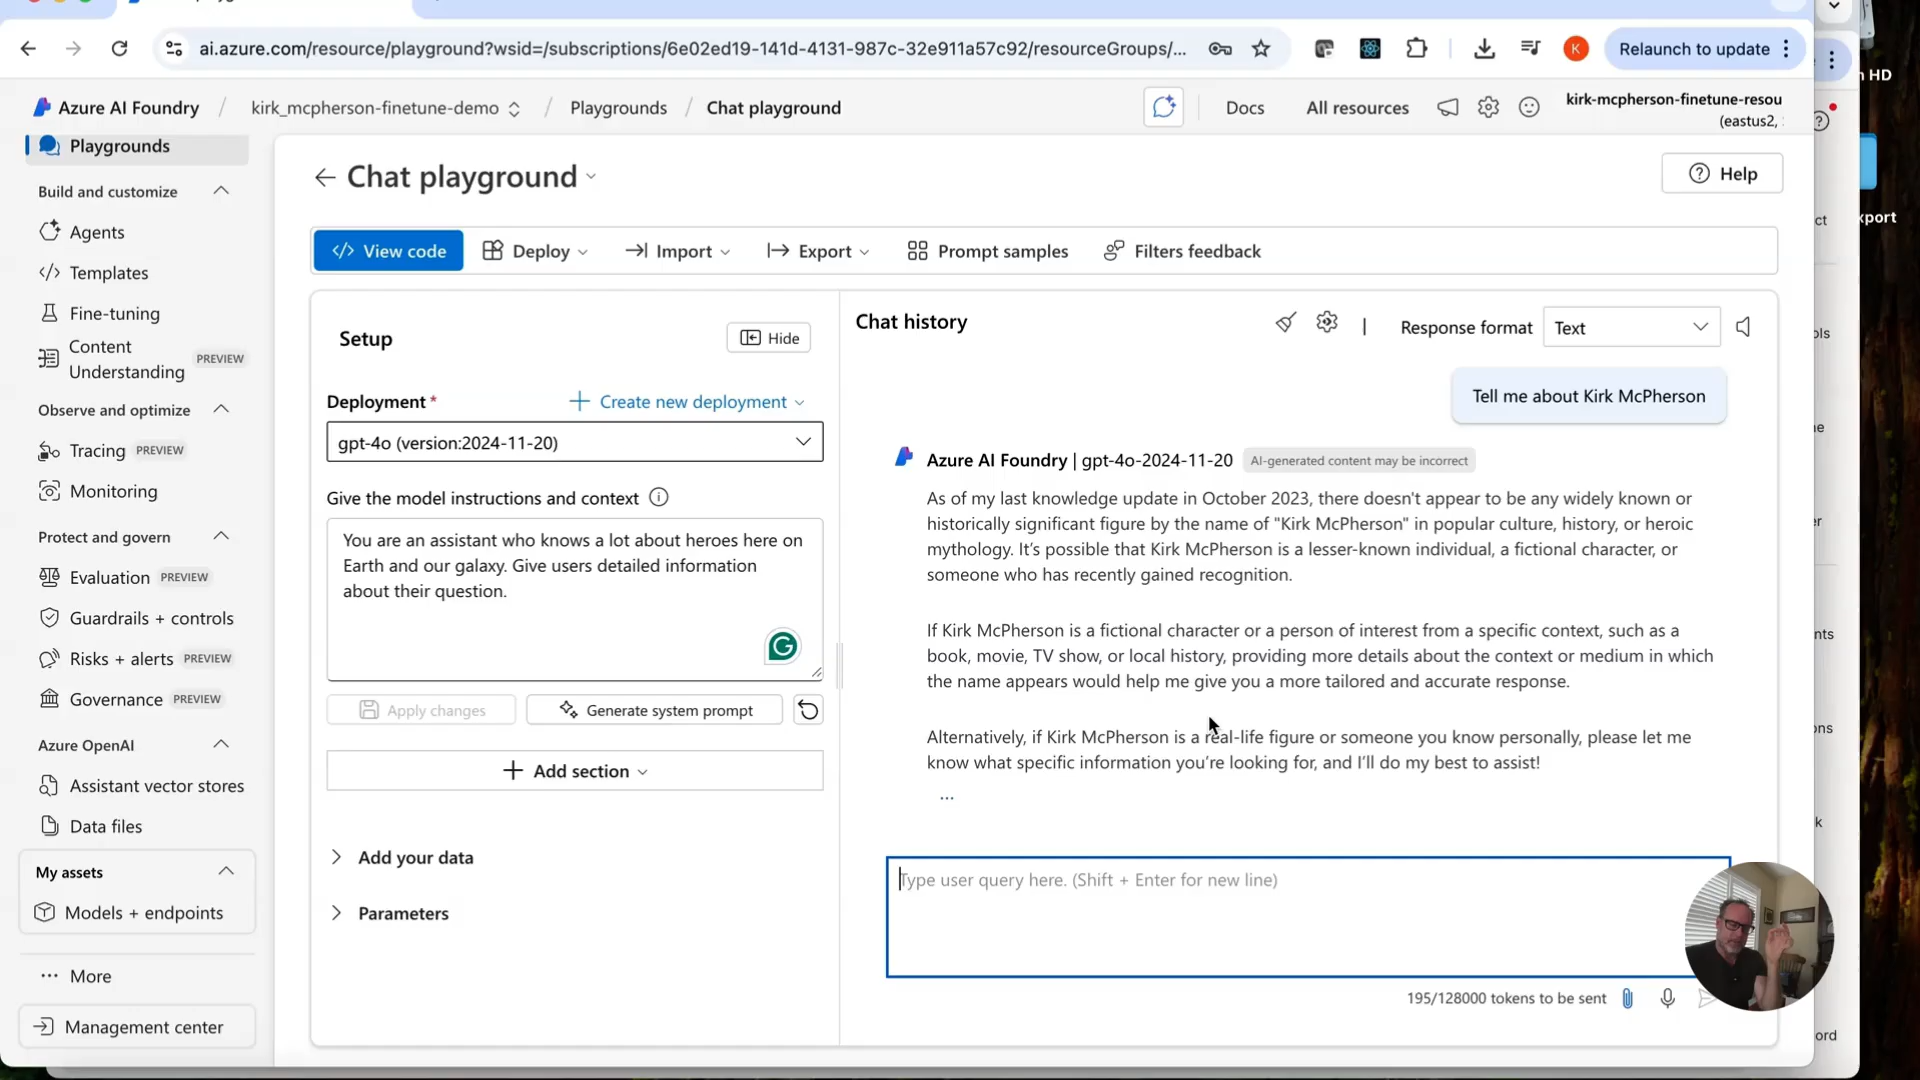 ai.azure.com/resource/playground?wsid=/subscriptions/6e02ed19-141d-4131-987c-32e911a57c92/resourceGroups/...
K
Relaunch to update
n HD
Azure AI Foundry / kirk_mcpherson-finetune-demo / Playgrounds / Chat playground
Docs
All resources
kirk-mcpherson-finetune-resou
(eastus2,
Playgrounds
Build and customize
Agents
Templates
Fine-tuning
Content
Understanding
PREVIEW
Observe and optimize
Tracing PREVIEW
Monitoring
Protect and govern
Evaluation PREVIEW
Guardrails + controls
Risks + alerts PREVIEW
Governance PREVIEW
Azure OpenAI
Assistant vector stores
Data files
My assets
Models + endpoints
... More
Management center
Chat playground
Help
View code
Deploy
Import
Export
Prompt samples
Filters feedback
Setup
Hide
Deployment *
Create new deployment
gpt-4o (version:2024-11-20)
Give the model instructions and context
You are an assistant who knows a lot about heroes here on
Earth and our galaxy. Give users detailed information
about their question.
Apply changes
Generate system prompt
Add section
Add your data
Parameters
Chat history
| Response format
Text
Tell me about Kirk McPherson
Azure AI Foundry | gpt-4o-2024-11-20
AI-generated content may be incorrect
As of my last knowledge update in October 2023, there doesn't appear to be any widely known or
historically significant figure by the name of "Kirk McPherson" in popular culture, history, or heroic
mythology. It's possible that Kirk McPherson is a lesser-known individual, a fictional character, or
someone who has recently gained recognition.
If Kirk McPherson is a fictional character or a person of interest from a specific context, such as a
book, movie, TV show, or local history, providing more details about the context or medium in which
the name appears would help me give you a more tailored and accurate response.
Alternatively, if Kirk McPherson is a real-life figure or someone you know personally, please let me
know what specific information you're looking for, and I'll do my best to assist!
...
Type user query here. (Shift + Enter for new line)
195/128000 tokens to be sent
xport
ct
ols
ne
er
nts
ons
k
ord